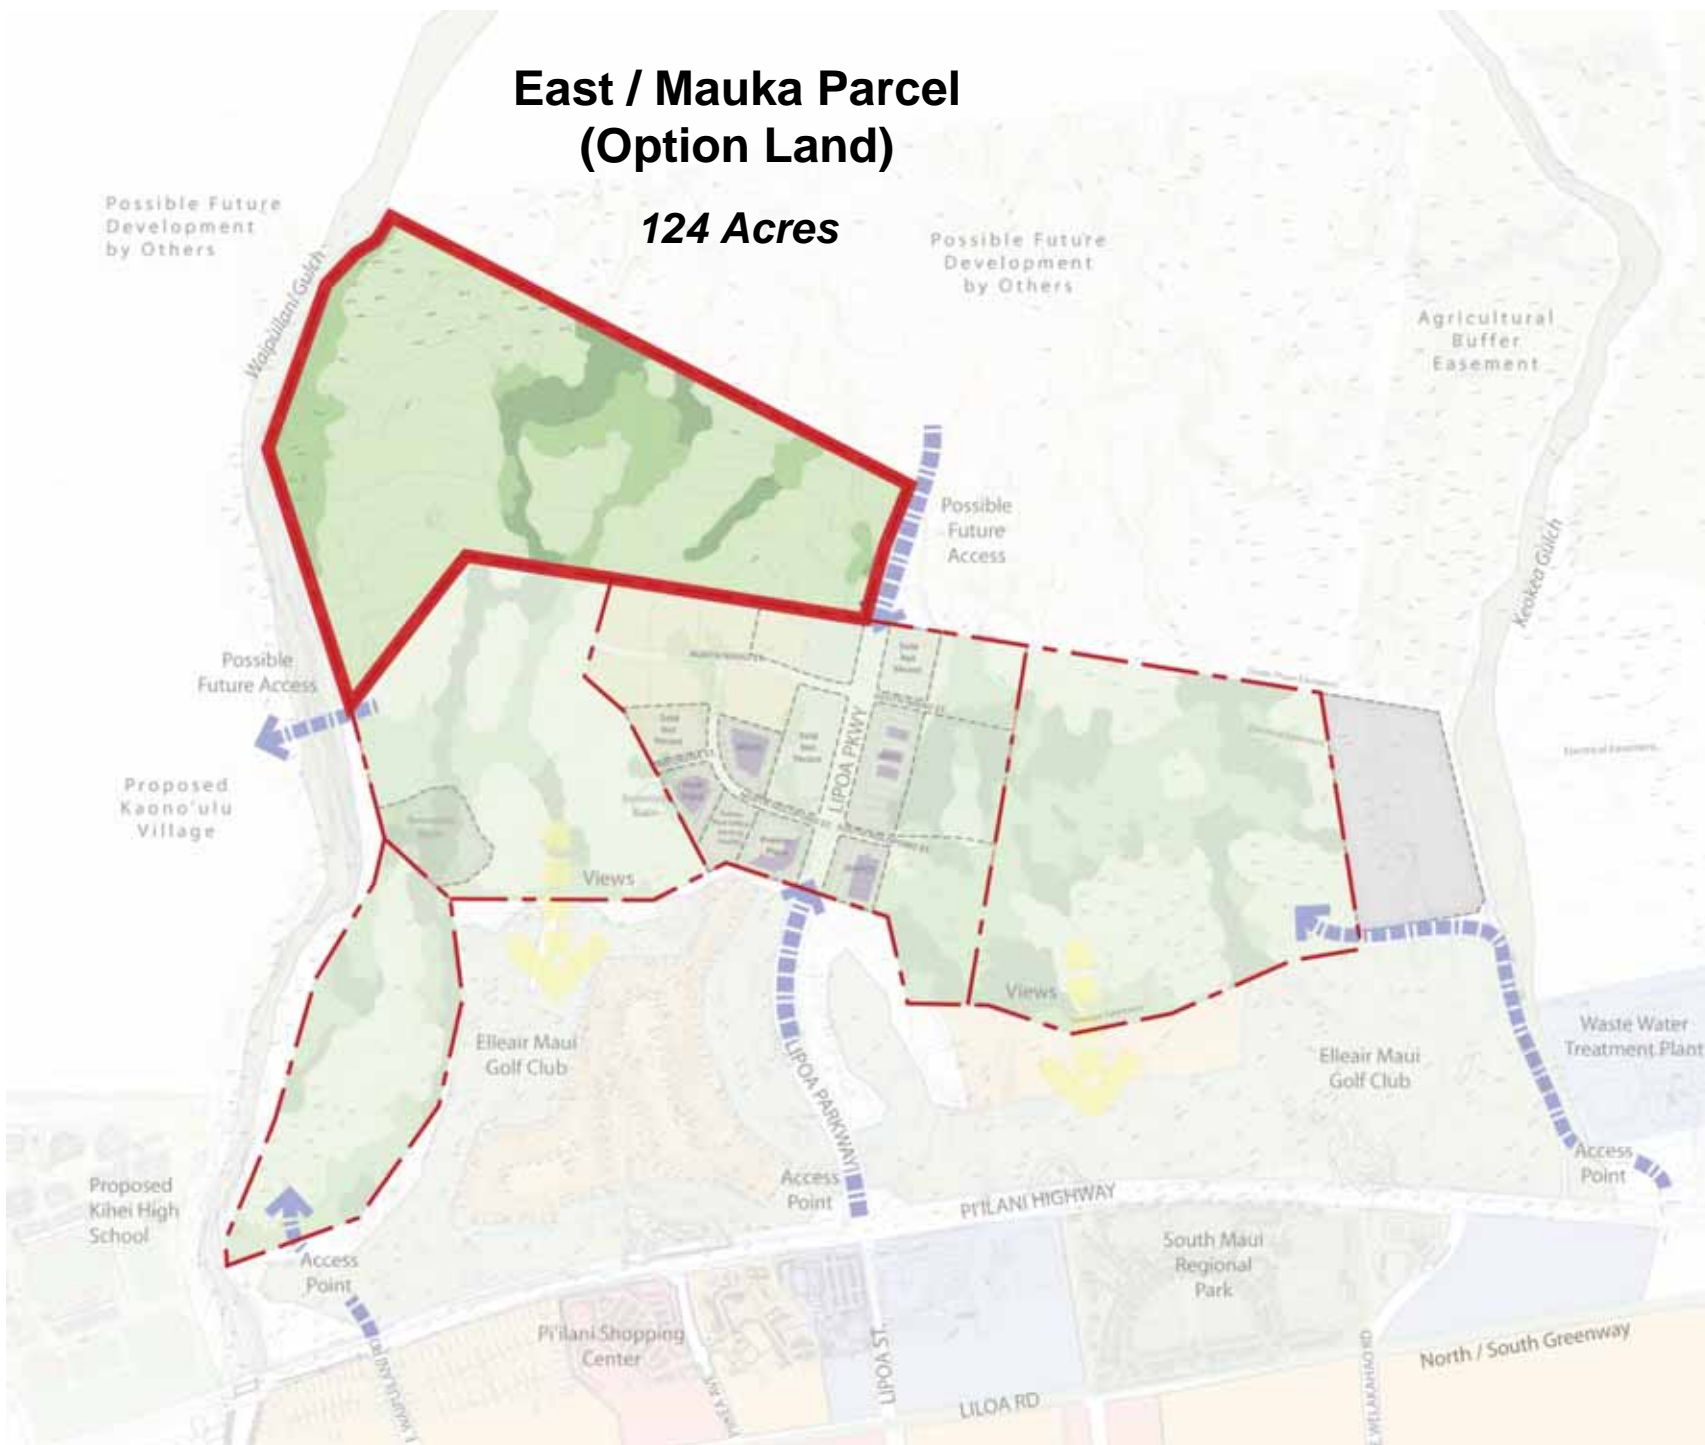 East / Mauka Parcel
(Option Land)
124 Acres
Possible Future
Development
by Others
Possible Future
Development
by Others
Waipuilani Gulch
Agricultural
Buffer
Easement
Possible
Future
Access
Keokea Gulch
Possible
Future Access
LIPOA PKWY
Proposed
Kaono'ulu
Village
Views
Views
Elleair Maui
Golf Club
LIPOA PARKWAY
Elleair Maui
Golf Club
Waste Water
Treatment Plant
Access
Point
Access
Point
Proposed
Kihei High
School
PI'ILANI HIGHWAY
Access
Point
South Maui
Regional
Park
Pi'ilani Shopping
Center
LIPOA ST.
North / South Greenway
LILOA RD